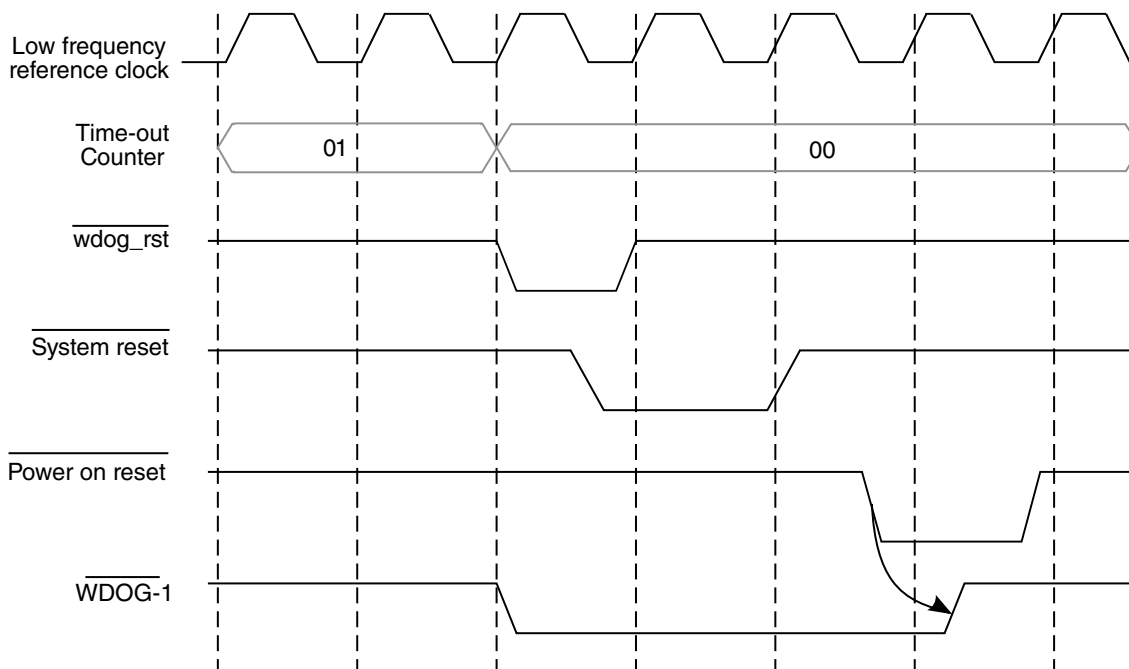 Low frequency
reference clock
Time-out
Counter
01
00
wdog_rst
System reset
Power on reset
WDOG-1